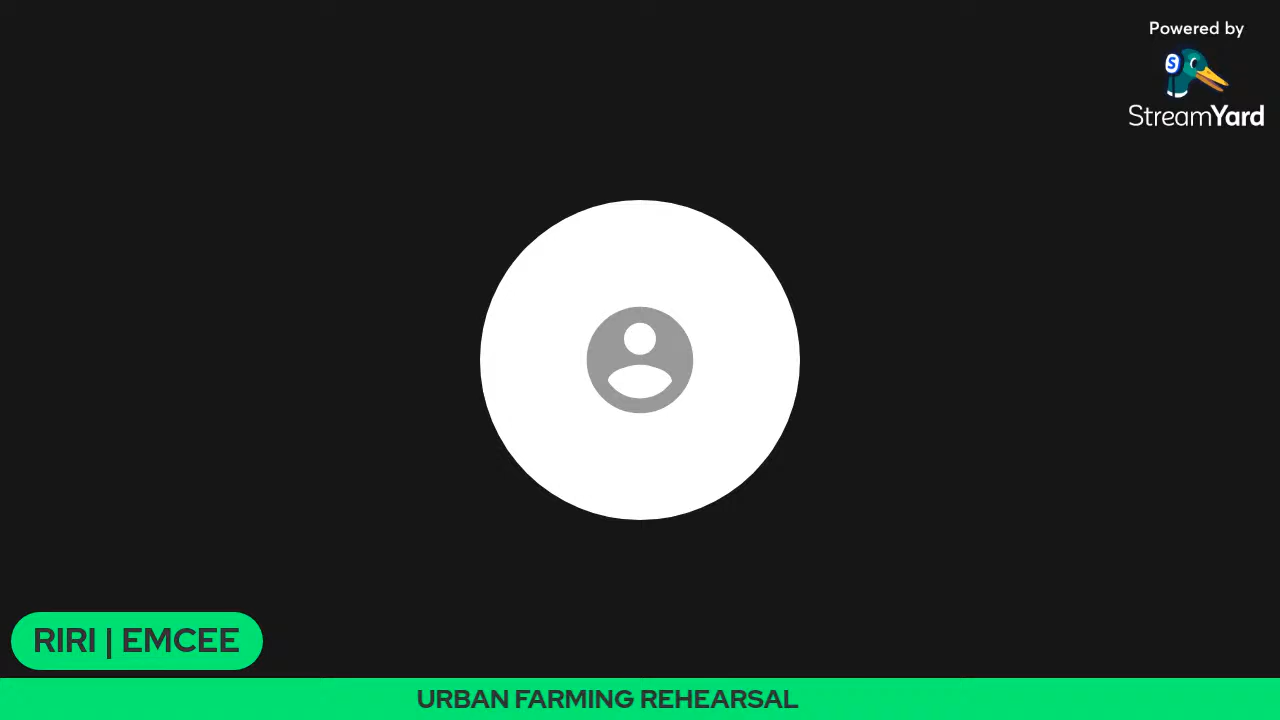 Powered by
S
StreamYard
RIRI | EMCEE
URBAN FARMING REHEARSAL